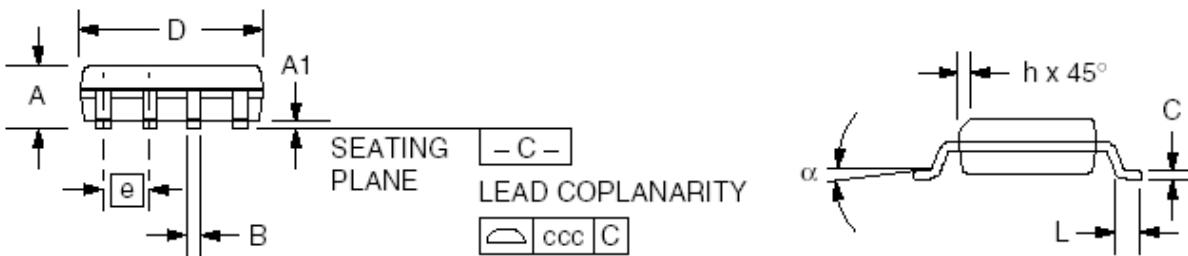 D
A
A1
e
B
SEATING
PLANE
– C –
LEAD COPLANARITY
ccc C
h x 45°
C
α
L